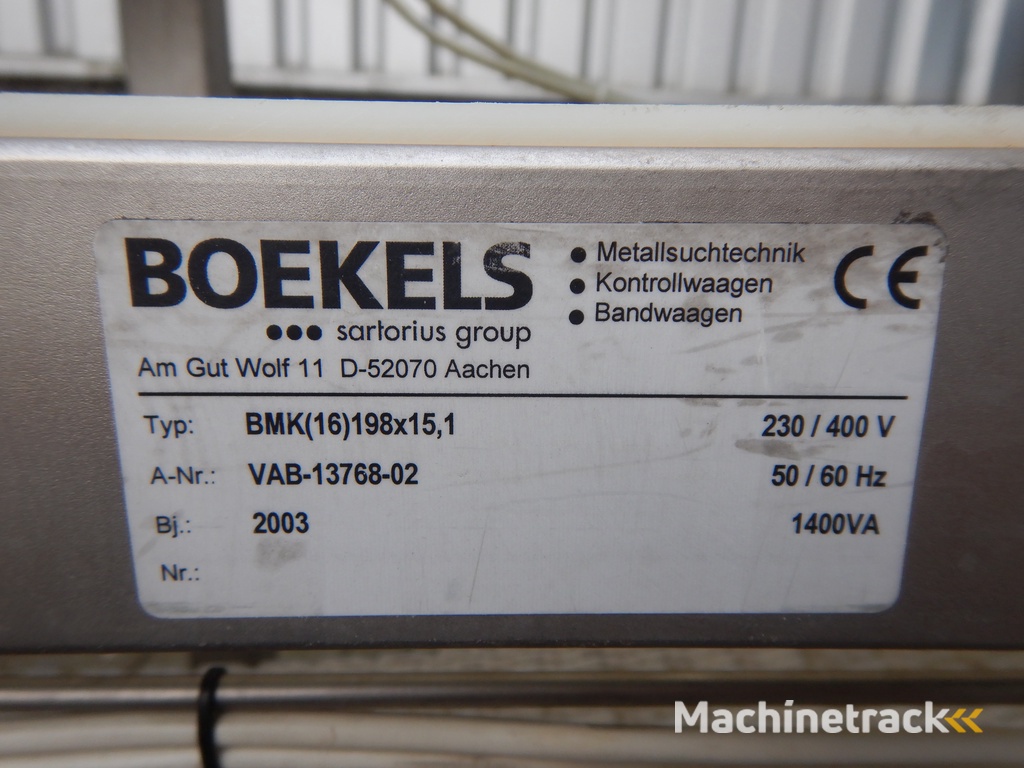 BOEKELS
sartorius group
Am Gut Wolf 11 D-52070 Aachen
• Metallsuchtechnik
• Kontrollwaagen
• Bandwaagen
CE
Typ: BMK(16)198x15,1 230 / 400 V
A-Nr.: VAB-13768-02 50 / 60 Hz
Bj.: 2003 1400VA
Nr.:
Machinetrack